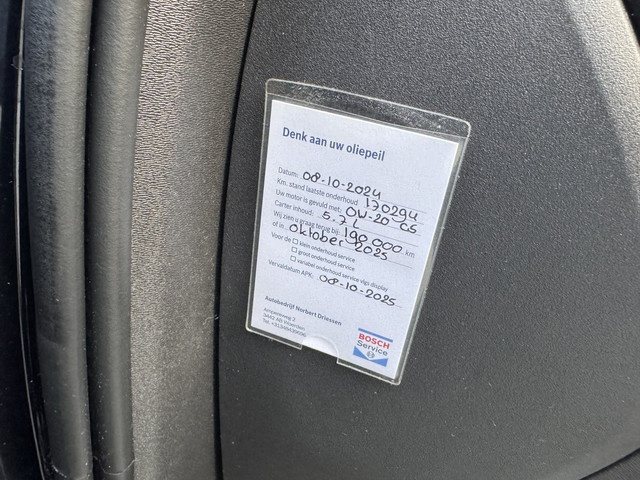 Denk aan uw oliepeil
Datum: 08-10-2024
Km. stand laatste onderhoud 170294
Uw motor is gevuld met: 0W-20 C5
Carter inhoud: 5.7 L
Wij zien u graag terug bij: 190 000 km
of in oktober 2025
Voor de □ klein onderhoud service
□ groot onderhoud service
□ variabel onderhoud service vlgs display
Vervaldatum APK: 08-10-2025
Autobedrijf Norbert Driessen
3442 AB Woerden
BOSCH
Service